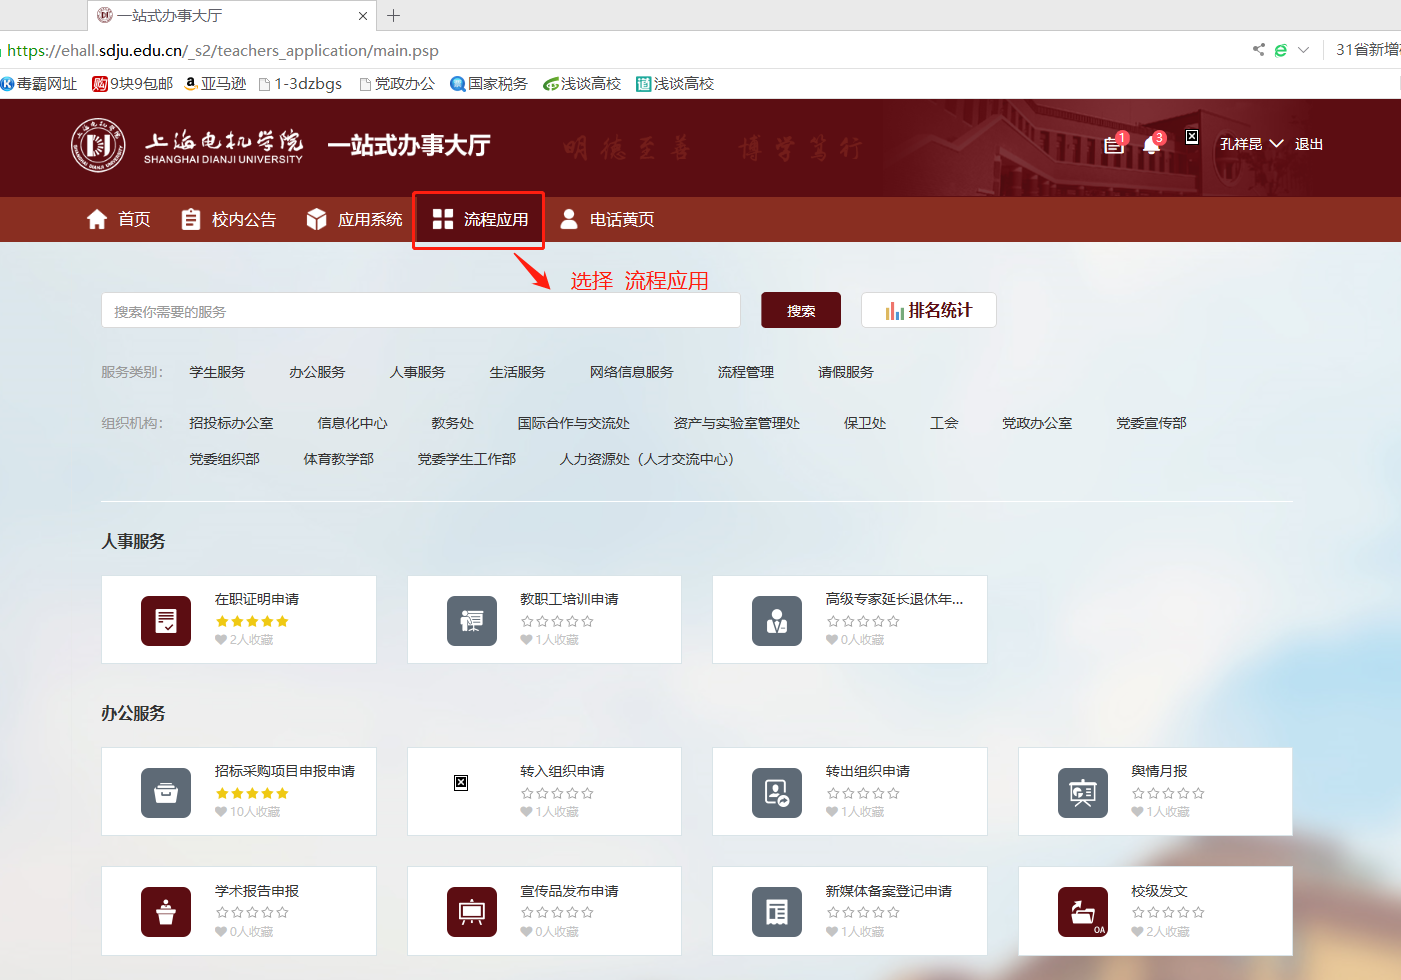 一站式办事大厅
https://ehall.sdju.edu.cn/_s2/teachers_application/main.psp
31省新增
毒霸网址 购 9块9包邮 亚马逊 1-3dzbgs 党政办公 国家税务 浅谈高校 浅谈高校
上海电机学院
SHANGHAI DIANJI UNIVERSITY
一站式办事大厅
明德至善 博学笃行
1 3 孔祥昆 退出
首页 校内公告 应用系统 流程应用 电话黄页
选择 流程应用
搜索你需要的服务 搜索 排名统计
服务类别： 学生服务 办公服务 人事服务 生活服务 网络信息服务 流程管理 请假服务
组织机构： 招投标办公室 信息化中心 教务处 国际合作与交流处 资产与实验室管理处 保卫处 工会 党政办公室 党委宣传部
党委组织部 体育教学部 党委学生工作部 人力资源处（人才交流中心）
人事服务
在职证明申请 教职工培训申请 高级专家延长退休年...
2人收藏 1人收藏 0人收藏
办公服务
招标采购项目申报申请 转入组织申请 转出组织申请 舆情月报
10人收藏 1人收藏 1人收藏 1人收藏
学术报告申报 宣传品发布申请 新媒体备案登记申请 校级发文
OA
0人收藏 0人收藏 1人收藏 2人收藏